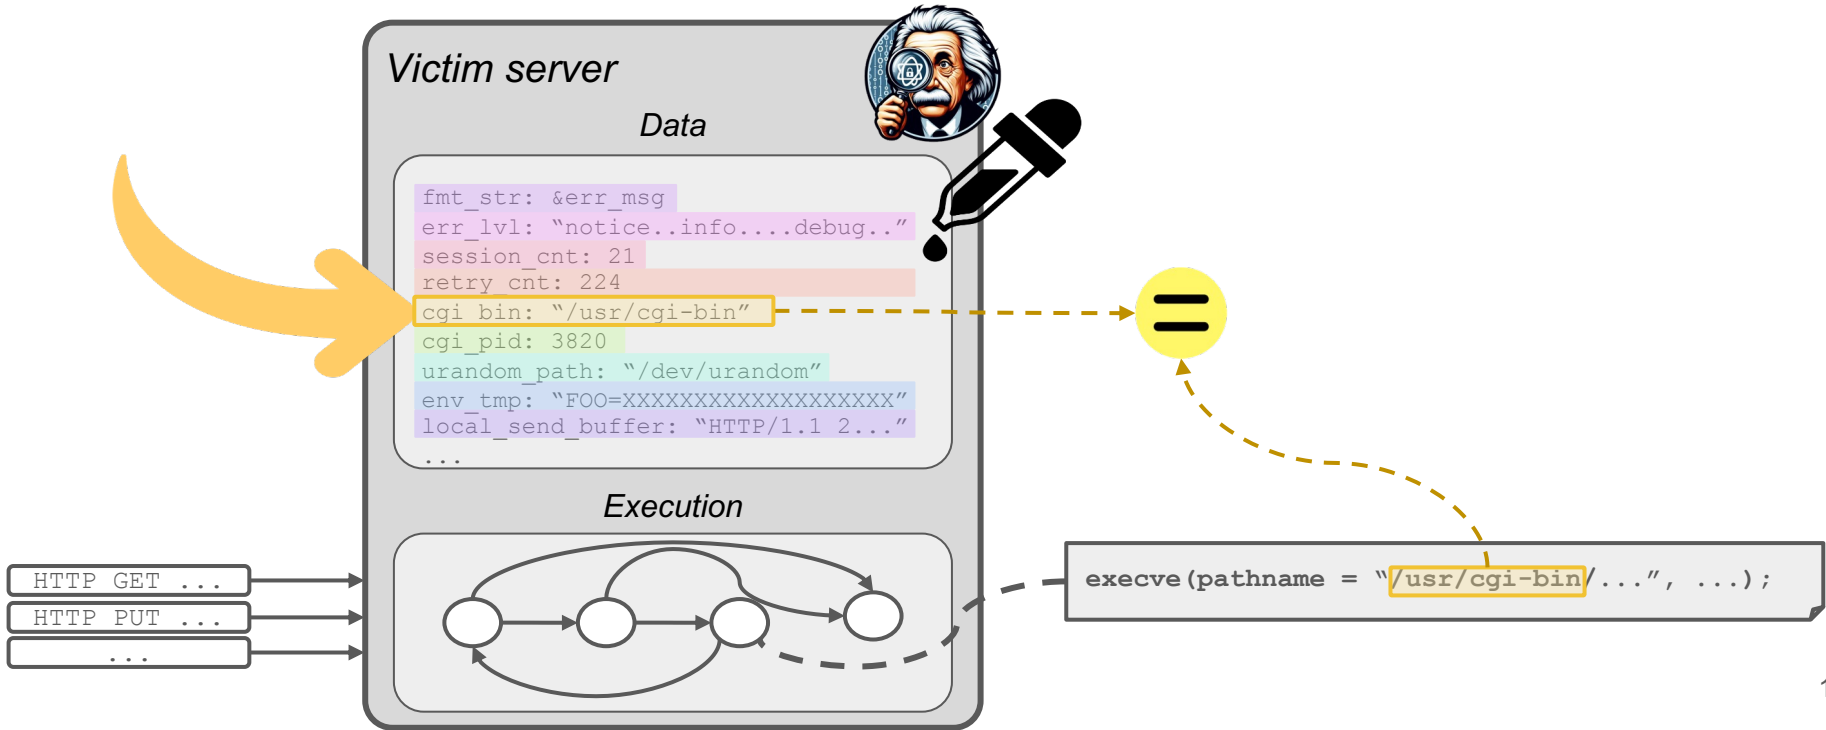 Victim server
Data
fmt_str: &err_msg
err_lvl: “notice..info....debug..”
session_cnt: 21
retry_cnt: 224
cgi_bin: “/usr/cgi-bin”
cgi_pid: 3820
urandom_path: “/dev/urandom”
env_tmp: “FOO=XXXXXXXXXXXXXXXXXXX”
local_send_buffer: “HTTP/1.1 2...”
...
Execution
HTTP GET ...
HTTP PUT ...
...
execve(pathname = “/usr/cgi-bin/...”, ...);